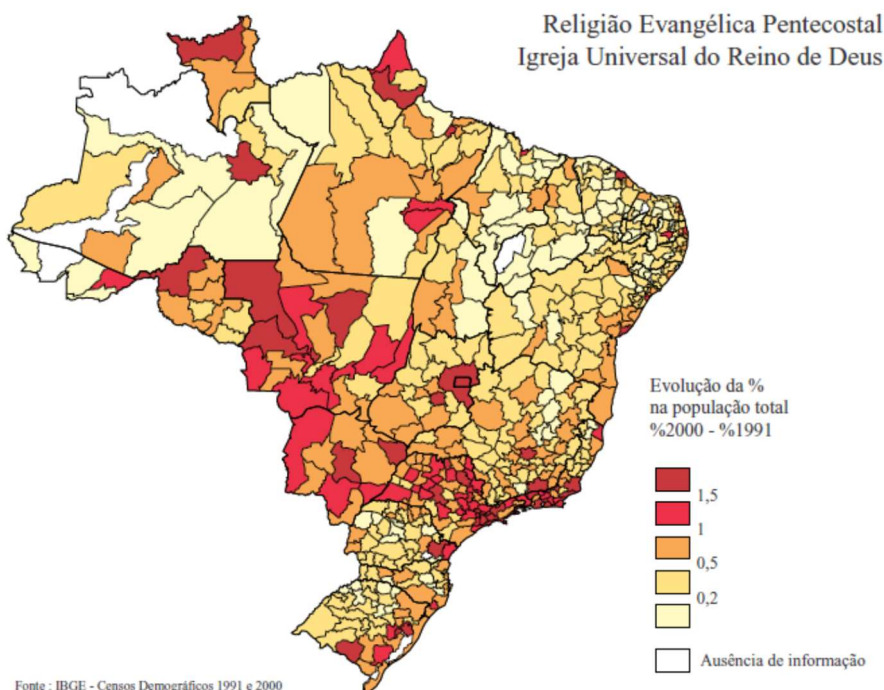 Religião Evangélica Pentecostal
Igreja Universal do Reino de Deus
Evolução da %
na população total
%2000 - %1991
1,5
1
0,5
0,2
Ausência de informação
Fonte : IBGE - Censos Demográficos 1991 e 2000